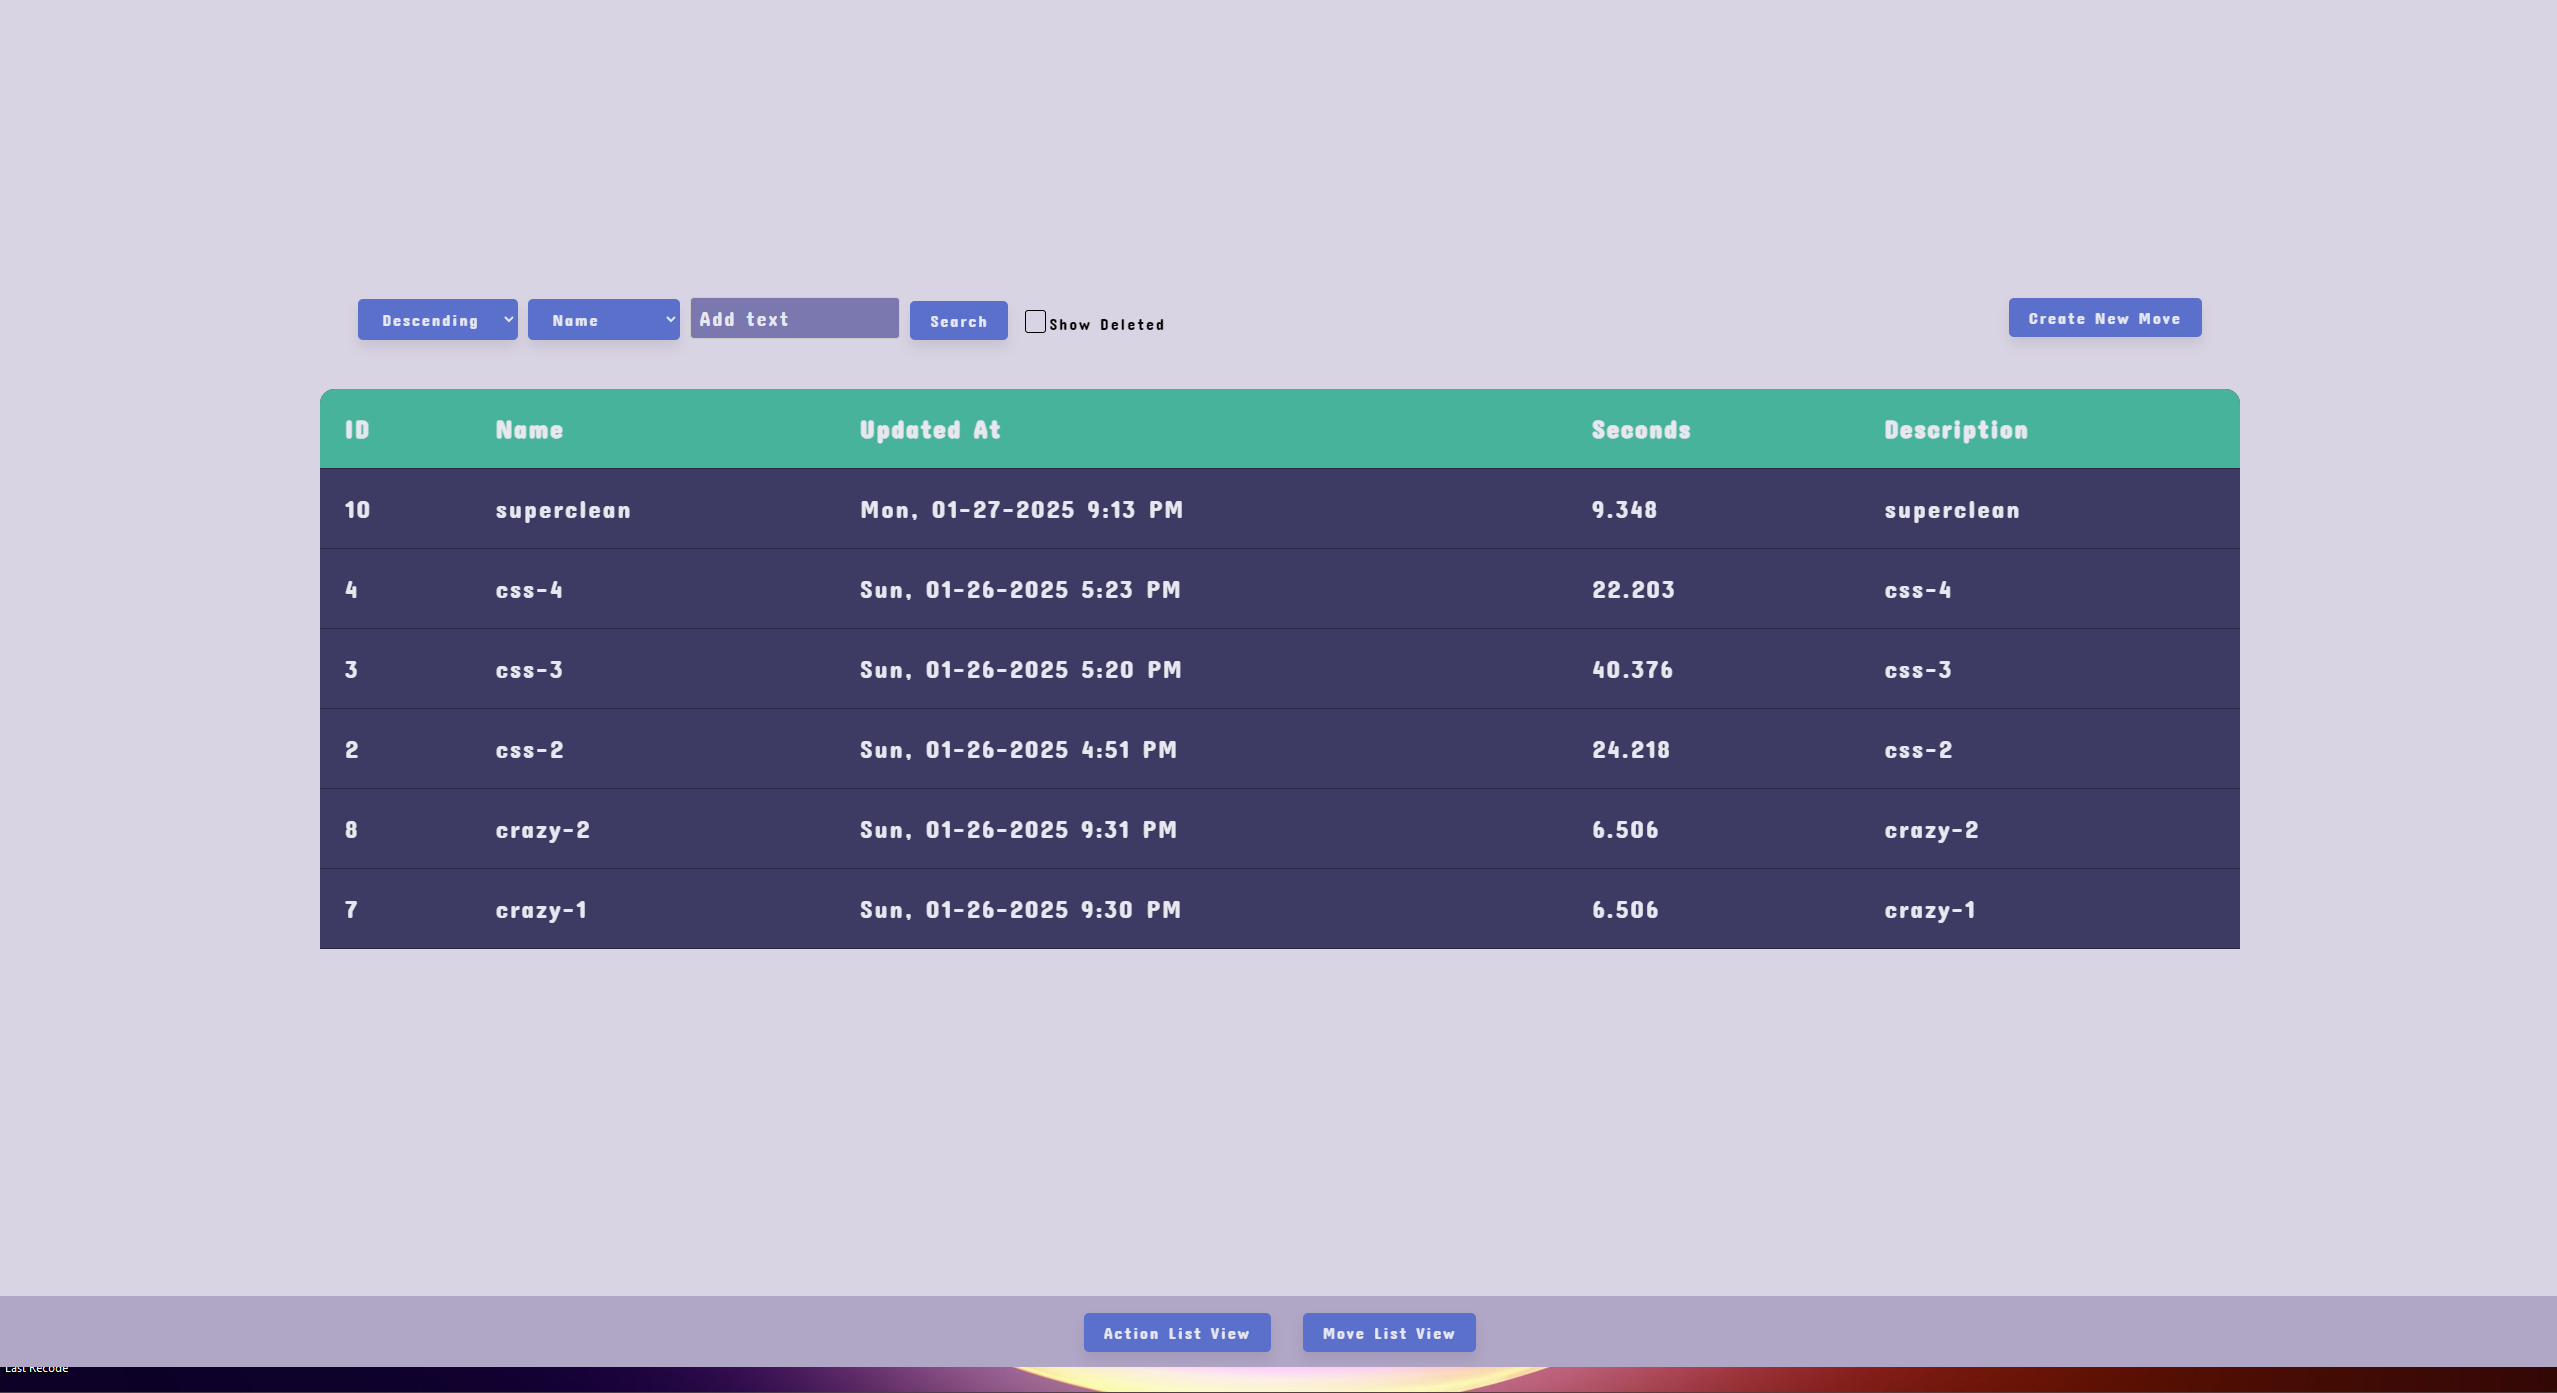 Descending Name Add text Search Show Deleted Create New Move
ID Name Updated At Seconds Description
10 superclean Mon, 01-27-2025 9:13 PM 9.348 superclean
4 css-4 Sun, 01-26-2025 5:23 PM 22.203 css-4
3 css-3 Sun, 01-26-2025 5:20 PM 40.376 css-3
2 css-2 Sun, 01-26-2025 4:51 PM 24.218 css-2
8 crazy-2 Sun, 01-26-2025 9:31 PM 6.506 crazy-2
7 crazy-1 Sun, 01-26-2025 9:30 PM 6.506 crazy-1
Action List View Move List View
Last Recode